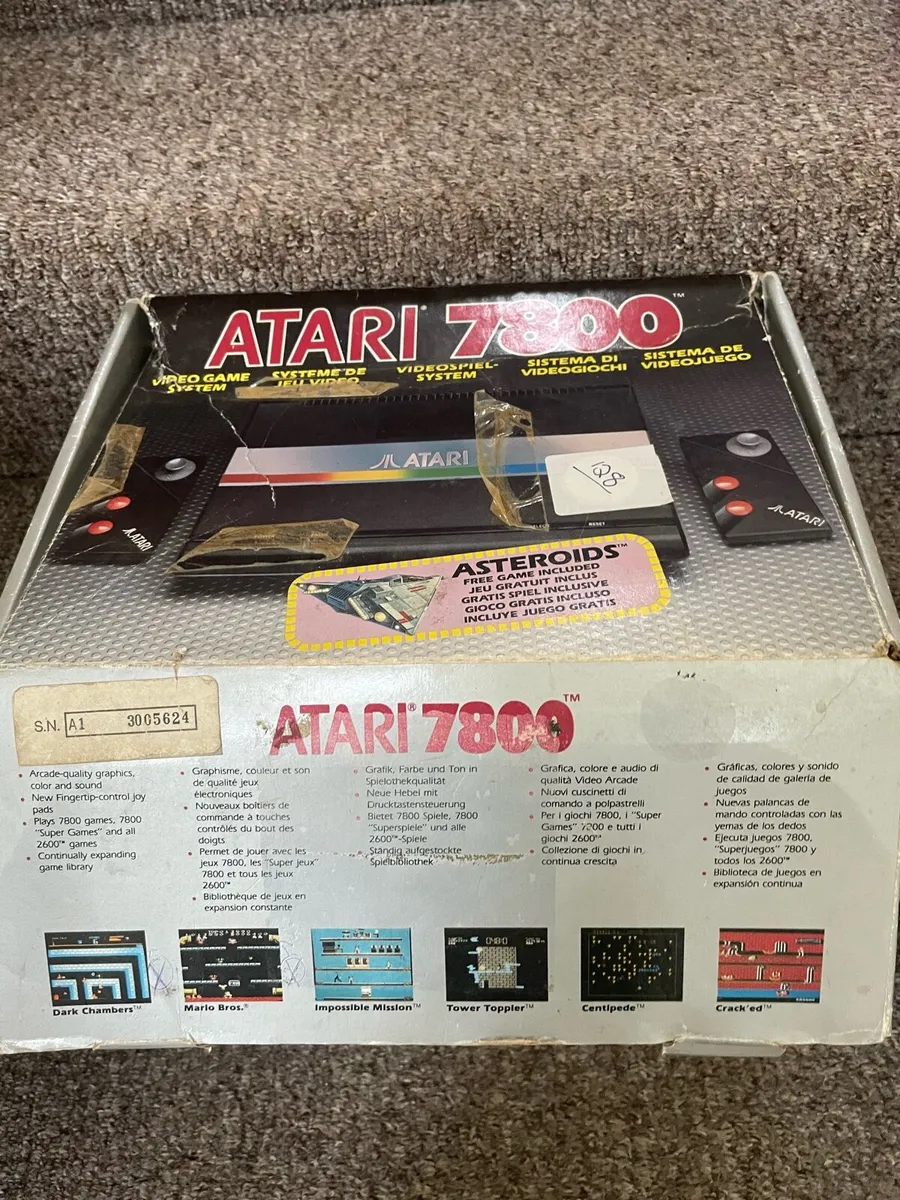 ATARI® 7800™
VIDEO GAME
SYSTEM
SYSTEME DE
JEU VIDEO
VIDEOSPIEL-
SYSTEM
SISTEMA DI
VIDEOGIOCHI
SISTEMA DE
VIDEOJUEGO
ATARI
128
RESET
ATARI
ATARI
ASTEROIDS™
FREE GAME INCLUDED
JEU GRATUIT INCLUS
GRATIS SPIEL INCLUSIVE
GIOCO GRATIS INCLUSO
INCLUYE JUEGO GRATIS
S.N. A1 3005624
ATARI® 7800™
• Arcade-quality graphics,
color and sound
• New Fingertip-control joy
pads
• Plays 7800 games, 7800
"Super Games" and all
2600™ games
• Continually expanding
game library
• Graphisme, couleur et son
de qualité jeux
électroniques
• Nouveaux boîtiers de
commande à touches
contrôlés du bout des
doigts
• Permet de jouer avec les
jeux 7800, les "Super jeux"
7800 et tous les jeux
2600™
• Bibliothèque de jeux en
expansion constante
• Grafik, Farbe und Ton in
Spielothekqualität
• Neue Hebel mit
Drucktastensteuerung
• Bietet 7800 Spiele, 7800
"Superspiele" und alle
2600™-Spiele
• Ständig aufgestockte
Spielbibliothek
• Grafica, colore e audio di
qualità Video Arcade
• Nuovi cuscinetti di
comando a polpastrelli
• Per i giochi 7800, i "Super
Games" 7800 e tutti i
giochi 2600™
• Collezione di giochi in
continua crescita
• Gráficas, colores y sonido
de calidad de galería de
juegos
• Nuevas palancas de
mando controladas con las
yemas de los dedos
• Ejecuta juegos 7800,
"Superjuegos" 7800 y
todos los 2600™
• Biblioteca de juegos en
expansión continua
Dark Chambers™
Mario Bros.®
Impossible Mission™
Tower Toppler™
Centipede™
Crack'ed™